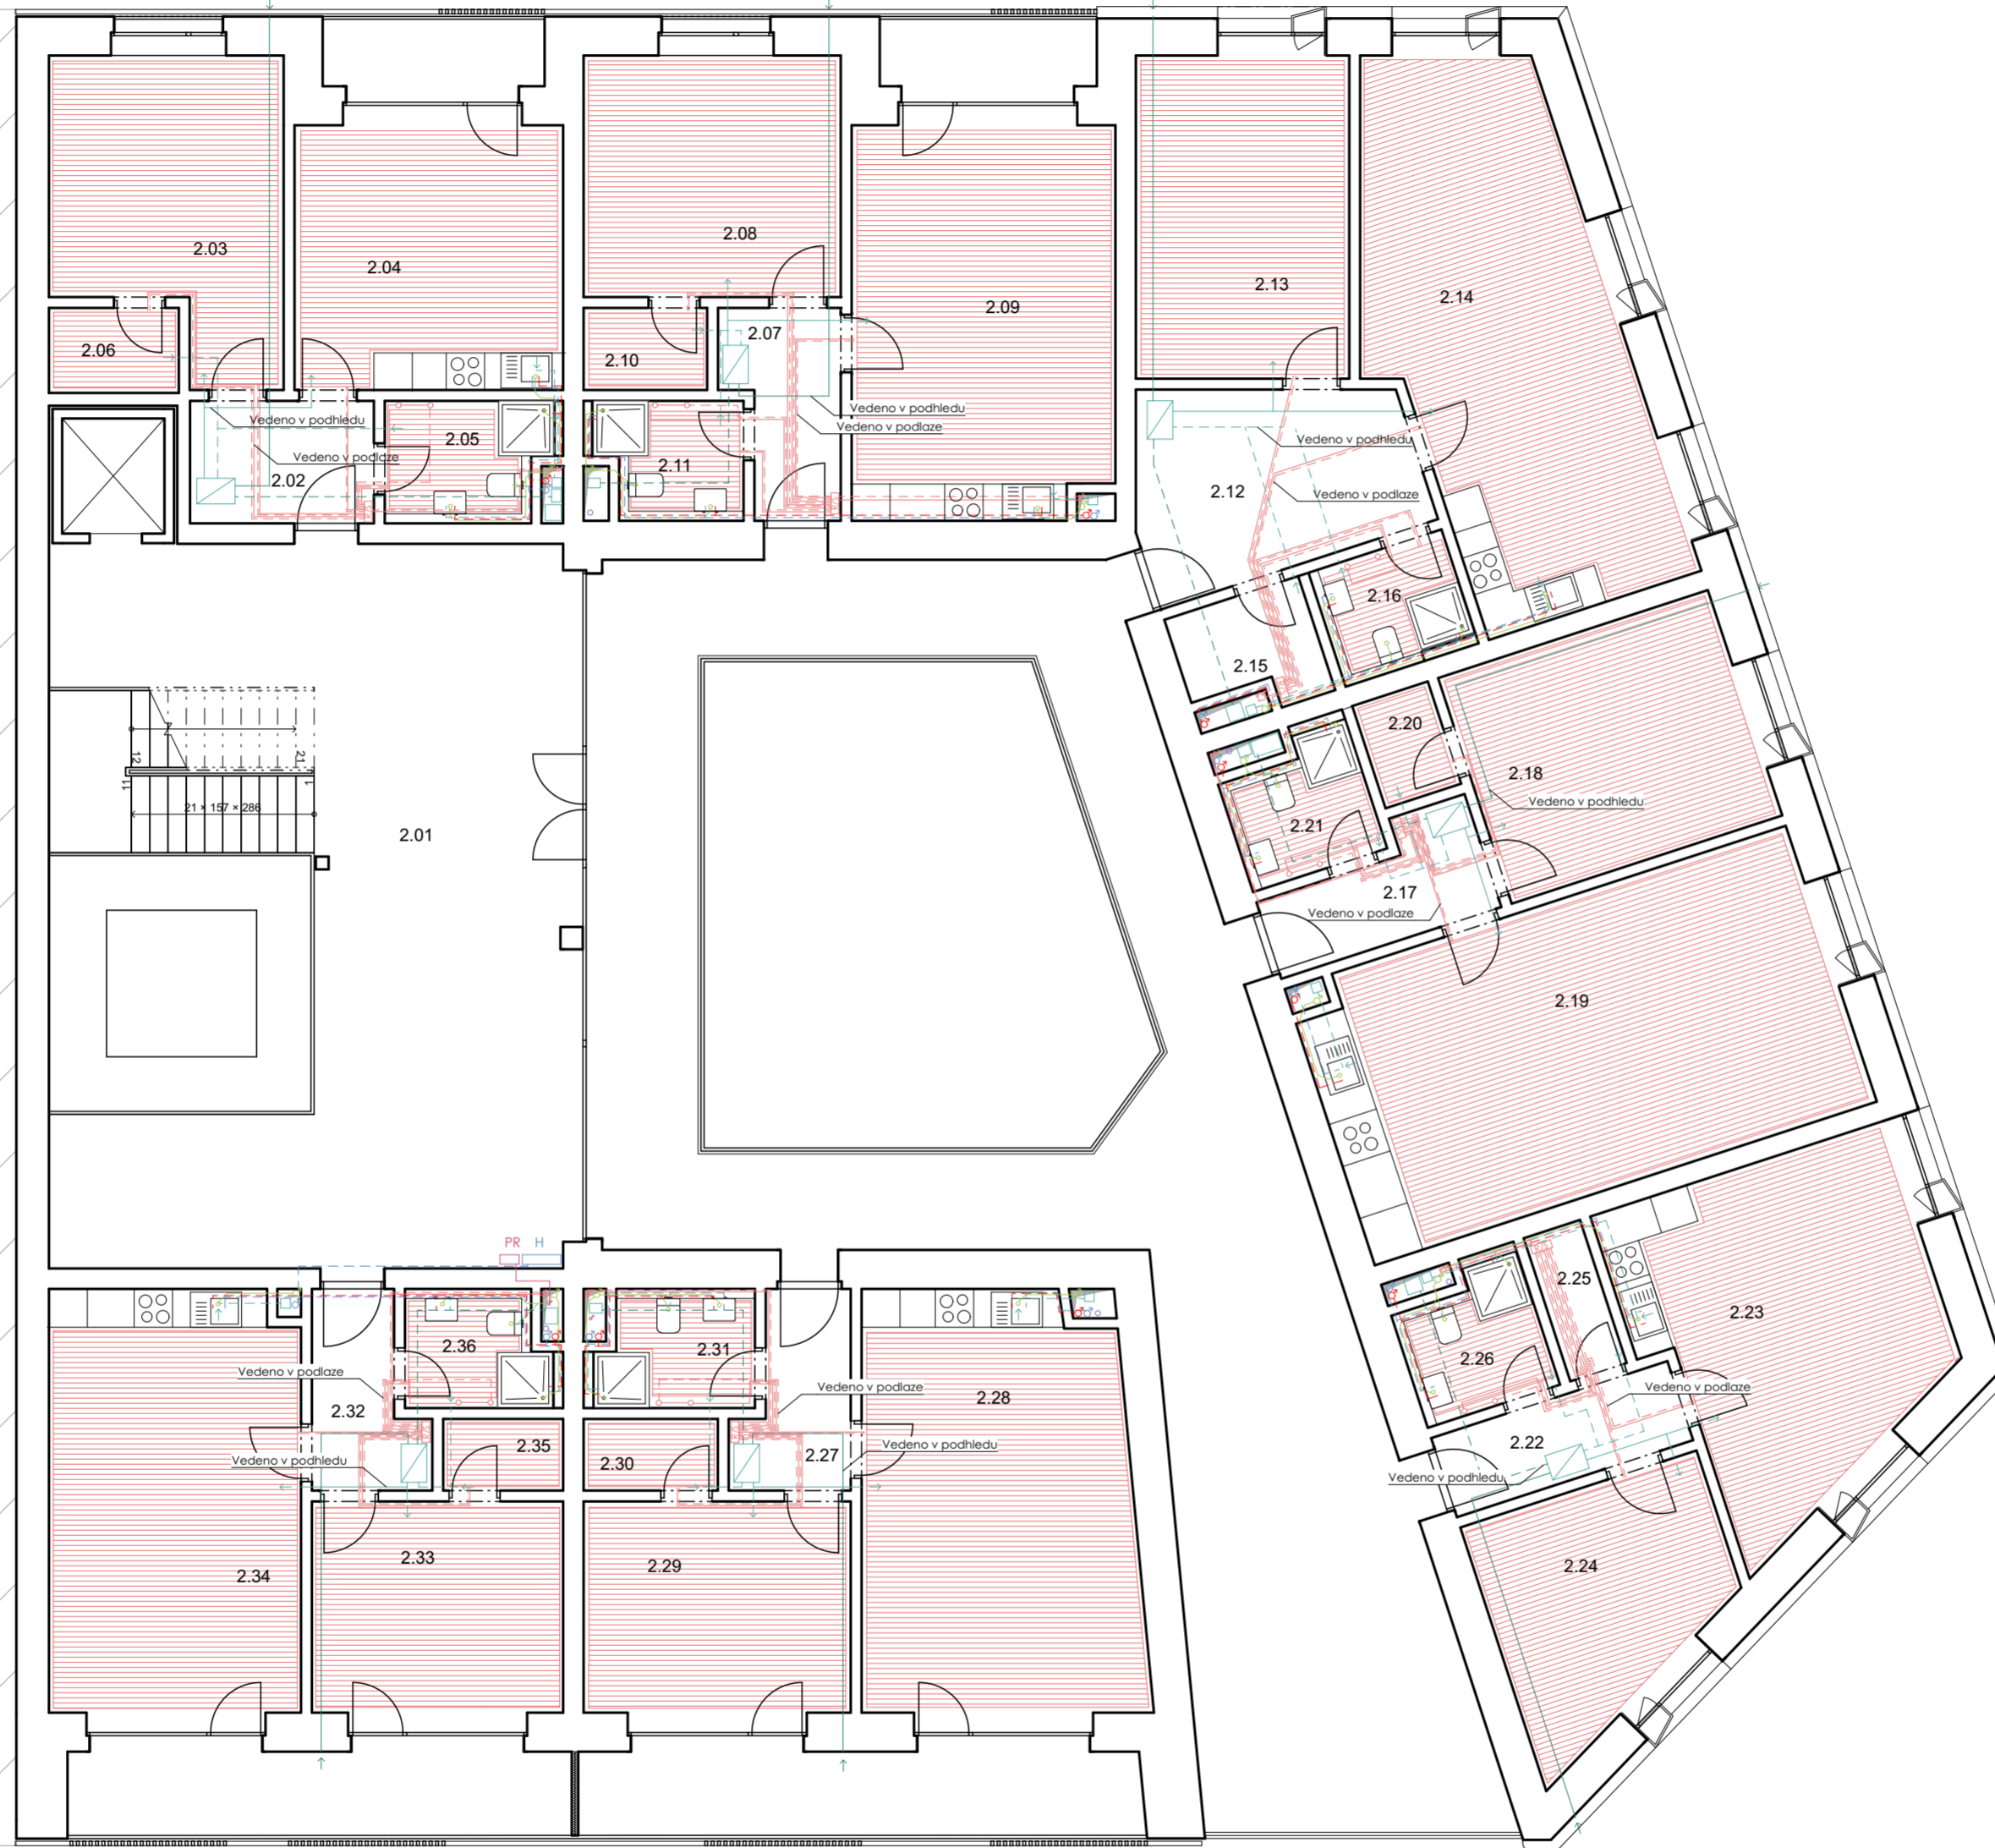 2.03
2.04
2.08
2.09
2.13
2.14
2.06
2.10
2.07
Vedeno v podhledu
Vedeno v podlaze
Vedeno v podhledu
Vedeno v podlaze
2.05
2.02
2.11
Vedeno v podhledu
Vedeno v podlaze
2.12
2.16
2.15
2.20
2.18
Vedeno v podhledu
2.21
2.17
Vedeno v podlaze
12
21
11
1
21 × 157 × 286
2.01
2.19
PR H
2.25
2.23
2.26
Vedeno v podlaze
2.22
Vedeno v podhledu
2.24
2.36
Vedeno v podlaze
2.32
Vedeno v podhledu
2.35
2.33
2.34
2.31
Vedeno v podlaze
2.28
2.27
Vedeno v podhledu
2.30
2.29